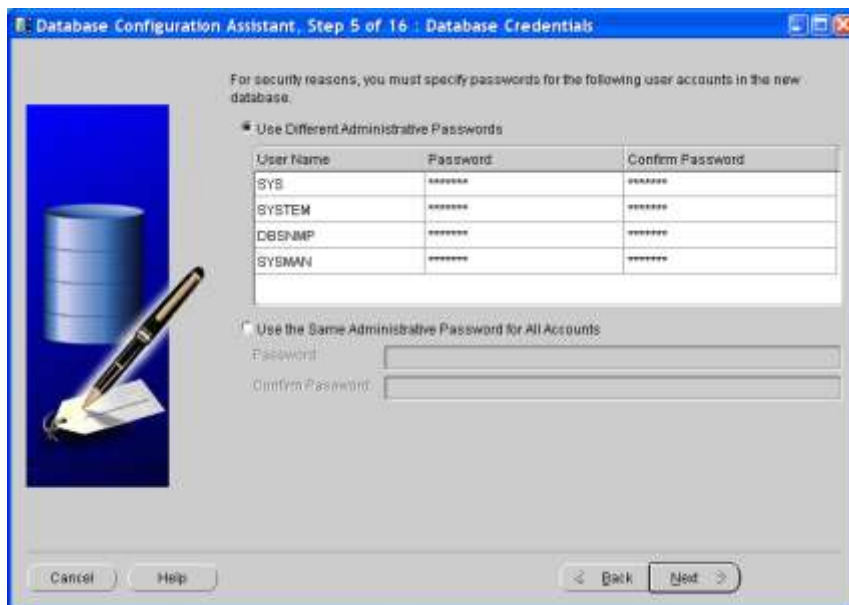 Database Configuration Assistant, Step 5 of 16 : Database Credentials
For security reasons, you must specify passwords for the following user accounts in the new
database.
Use Different Administrative Passwords
User Name Password Confirm Password
SYS ******* *******
SYSTEM ******* *******
DBSNMP ******* *******
SYSMAN ******* *******
Use the Same Administrative Password for All Accounts
Password
Confirm Password
Cancel Help Back Next